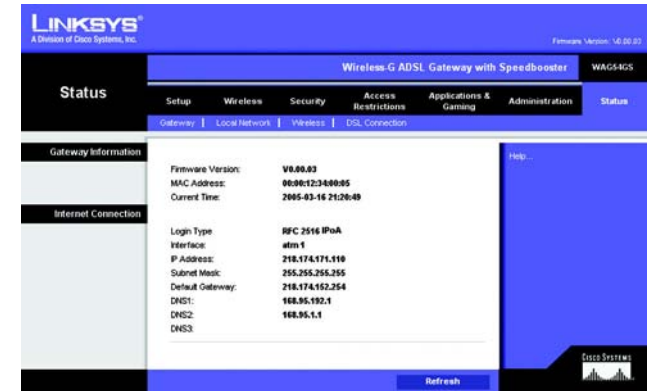 LINKSYS®
A Division of Cisco Systems, Inc.
Firmware Version: V0.00.03
Wireless-G ADSL Gateway with Speedbooster WAG54GS
Status
Setup Wireless Security Access Restrictions Applications & Gaming Administration Status
Gateway | Local Network | Wireless | DSL Connection
Gateway Information
Help...
Firmware Version: V0.00.03
MAC Address: 00:00:12:34:00:05
Current Time: 2005-03-16 21:20:49
Internet Connection
Login Type RFC 2516 IPoA
Interface: atm 1
IP Address: 218.174.171.110
Subnet Mask: 255.255.255.255
Default Gateway: 218.174.152.254
DNS1: 168.95.192.1
DNS2: 168.95.1.1
DNS3:
Refresh
CISCO SYSTEMS